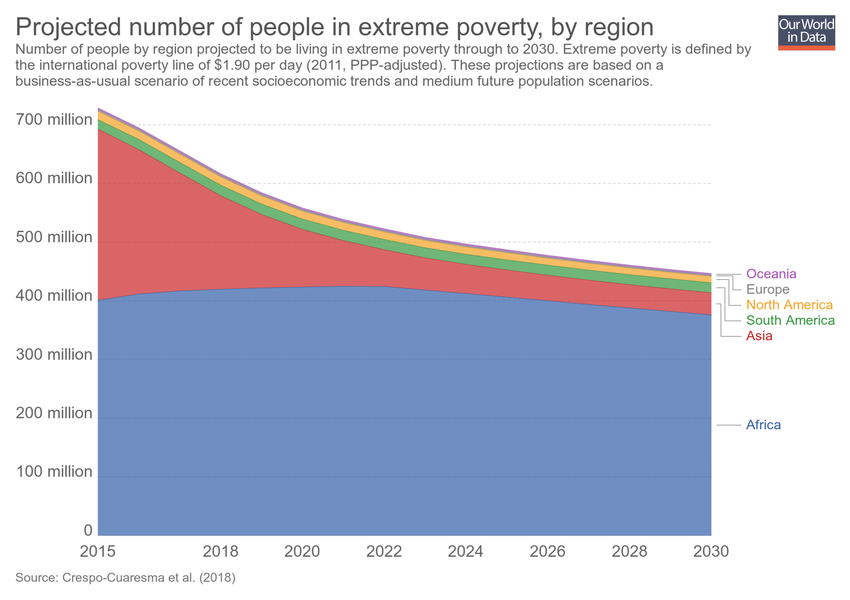 Projected number of people in extreme poverty, by region
Our World
in Data
Number of people by region projected to be living in extreme poverty through to 2030. Extreme poverty is defined by
the international poverty line of $1.90 per day (2011, PPP-adjusted). These projections are based on a
business-as-usual scenario of recent socioeconomic trends and medium future population scenarios.
700 million
600 million
500 million
400 million
300 million
200 million
100 million
0
Oceania
Europe
North America
South America
Asia
Africa
2015
2018
2020
2022
2024
2026
2028
2030
Source: Crespo-Cuaresma et al. (2018)